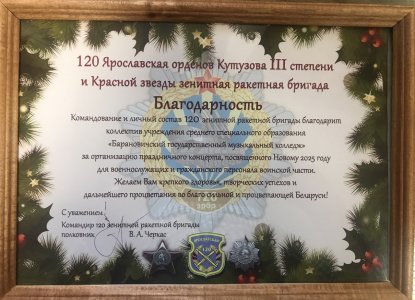 120 Ярославская орденов Кутузова III степени
и Красной звезды зенитная ракетная бригада
Благодарность
Командование и личный состав 120 зенитной ракетной бригады благодарит
коллектив учреждения среднего специального образования
«Барановичский государственный музыкальный колледж»
за организацию праздничного концерта, посвященного Новому 2025 году
для военнослужащих и гражданского персонала воинской части.
Желаем Вам крепкого здоровья, творческих успехов и
дальнейшего процветания во благо сильной и процветающей Беларуси!
С уважением
Командир 120 зенитной ракетной бригады
полковник В. А. Черкас